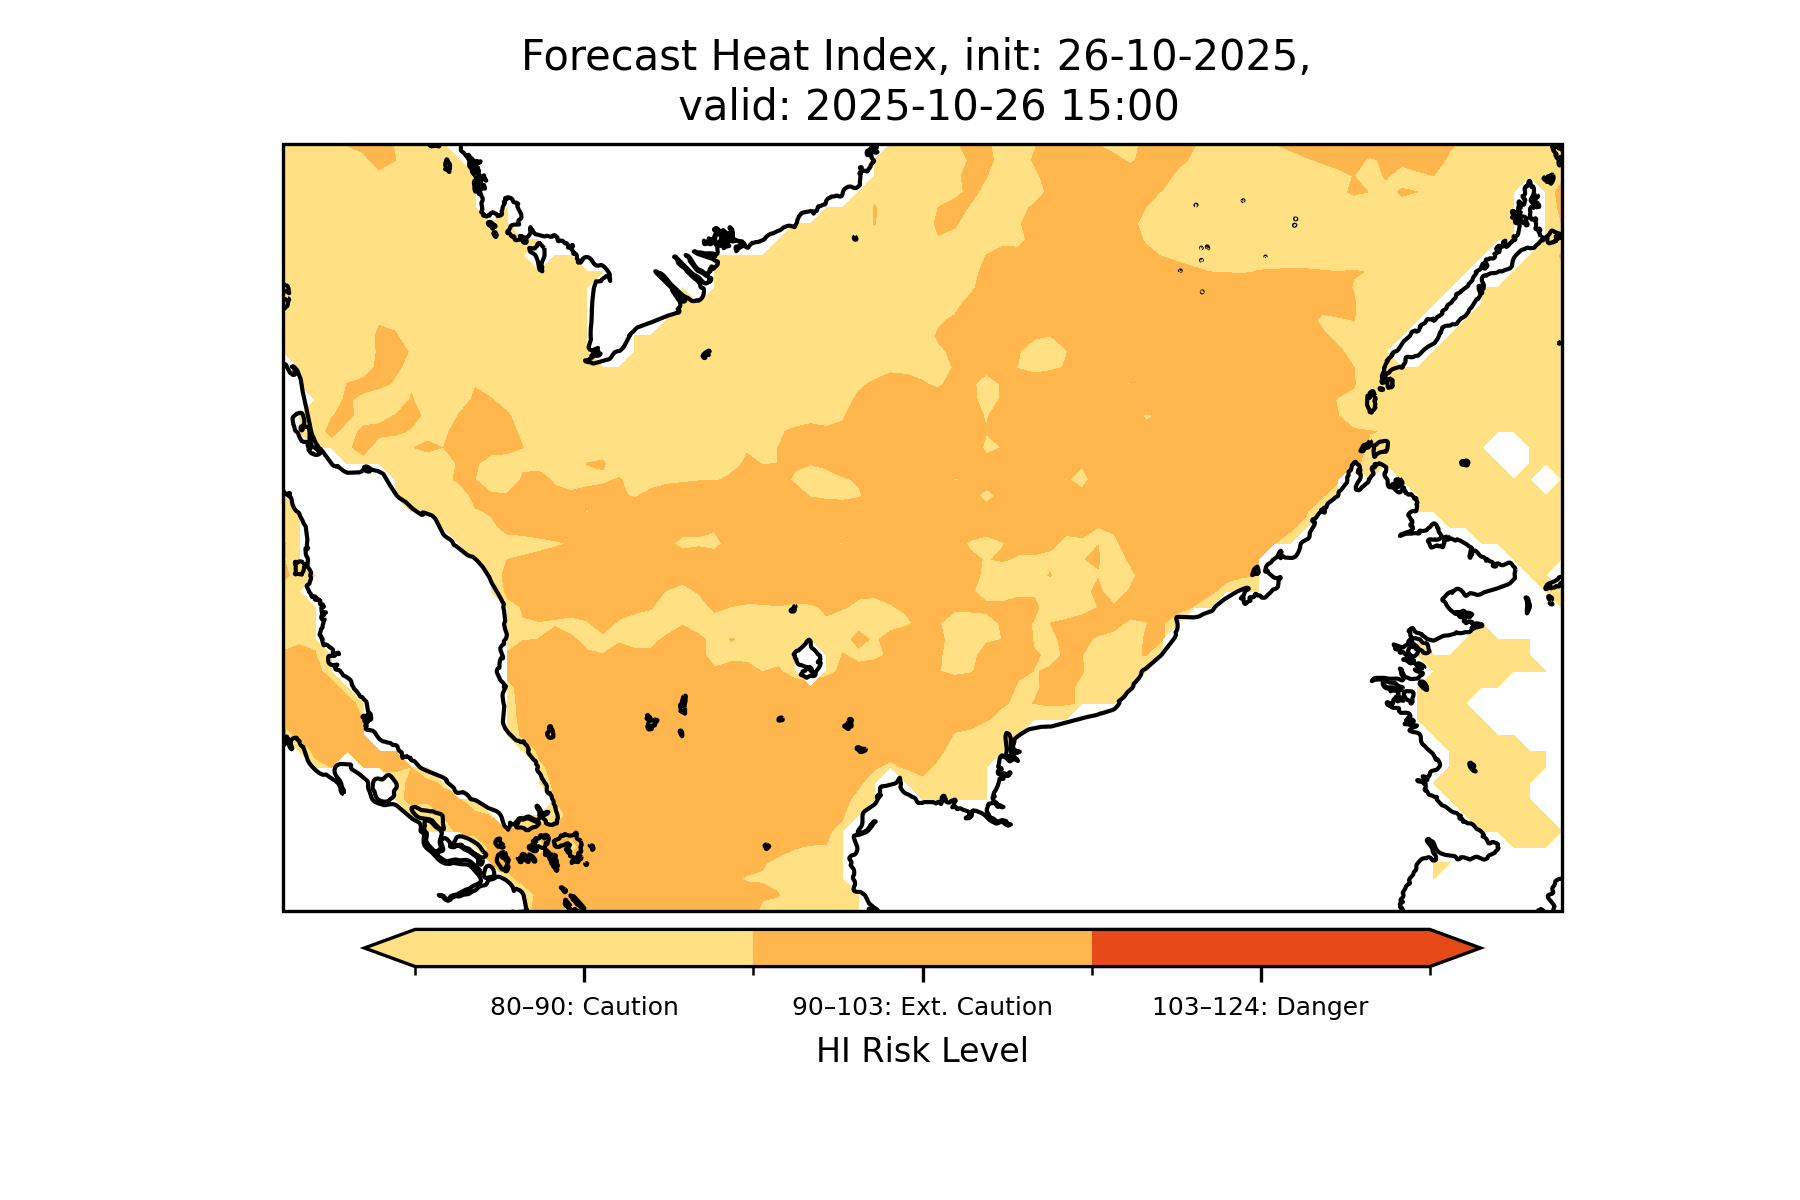 Forecast Heat Index, init: 26-10-2025,
valid: 2025-10-26 15:00
80–90: Caution
90–103: Ext. Caution
103–124: Danger
HI Risk Level